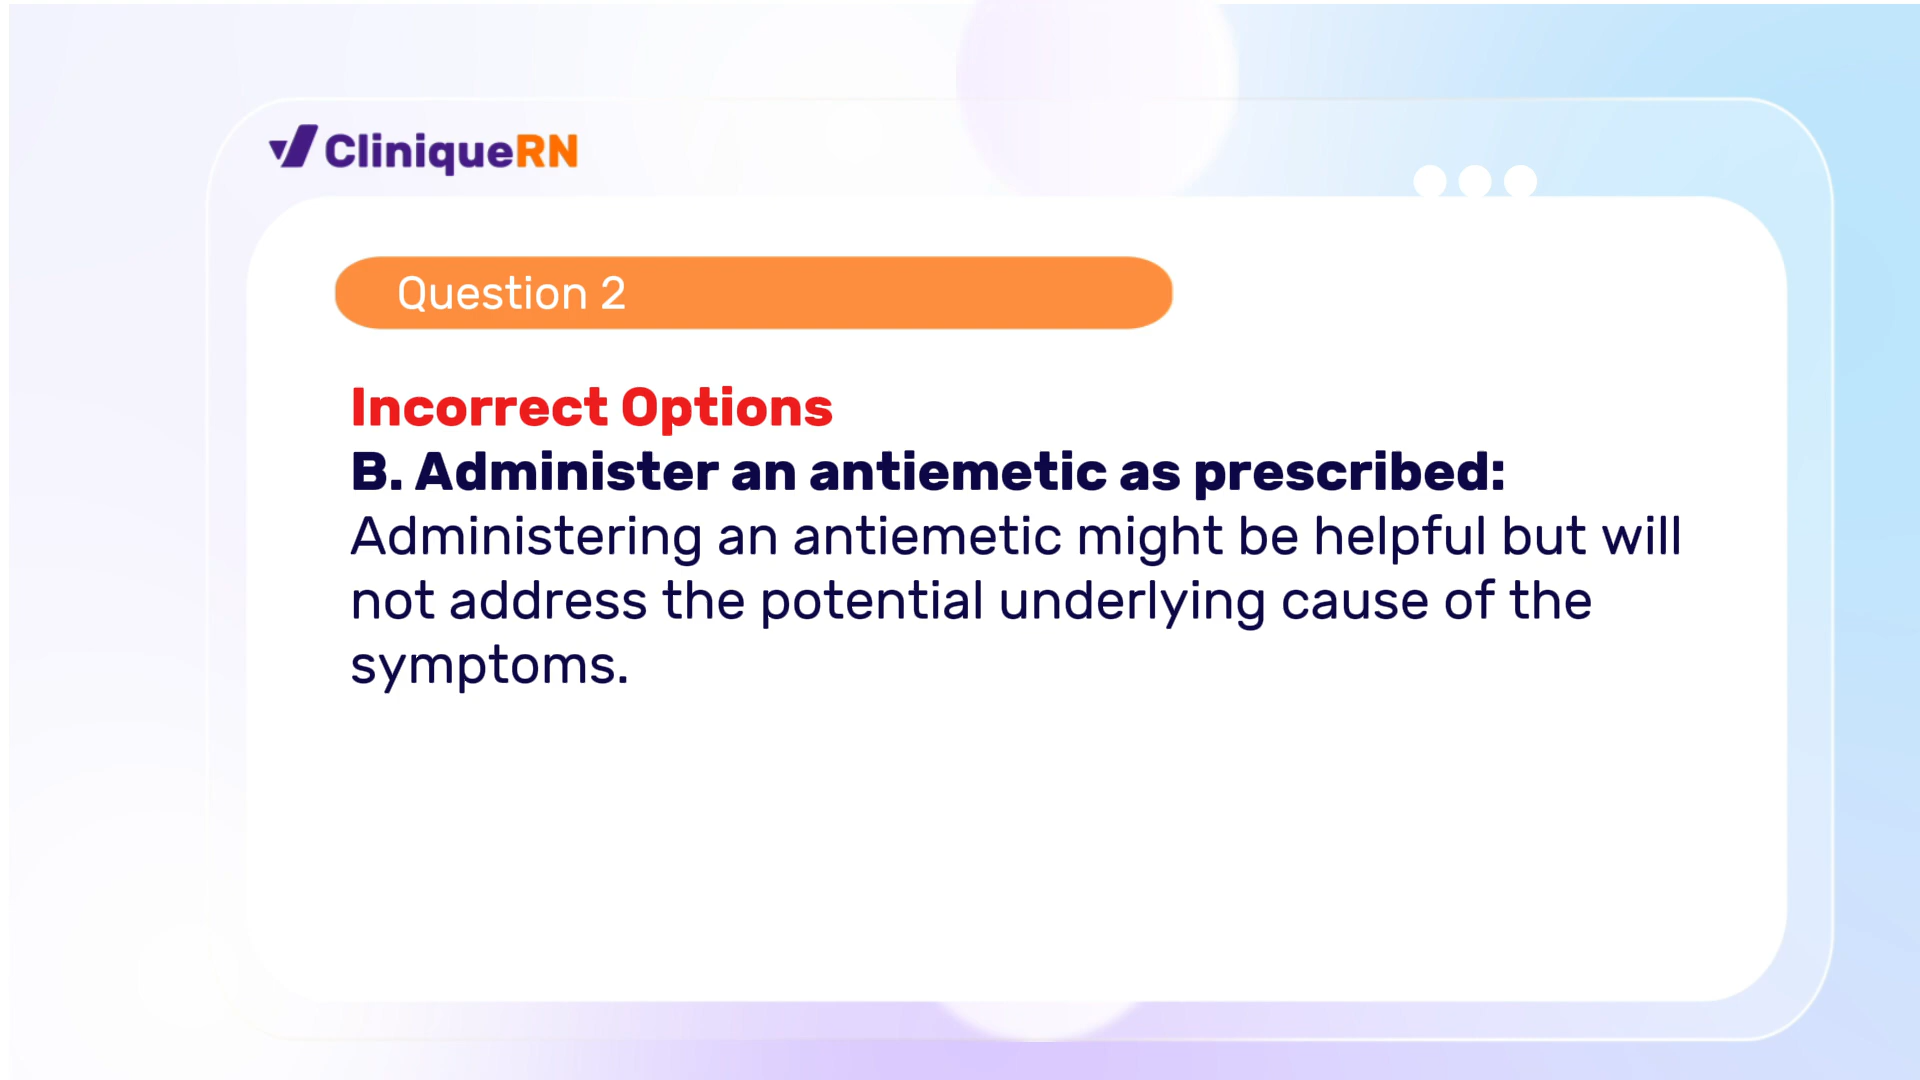 CliniqueRN
Question 2
Incorrect Options
B. Administer an antiemetic as prescribed:
Administering an antiemetic might be helpful but will
not address the potential underlying cause of the
symptoms.